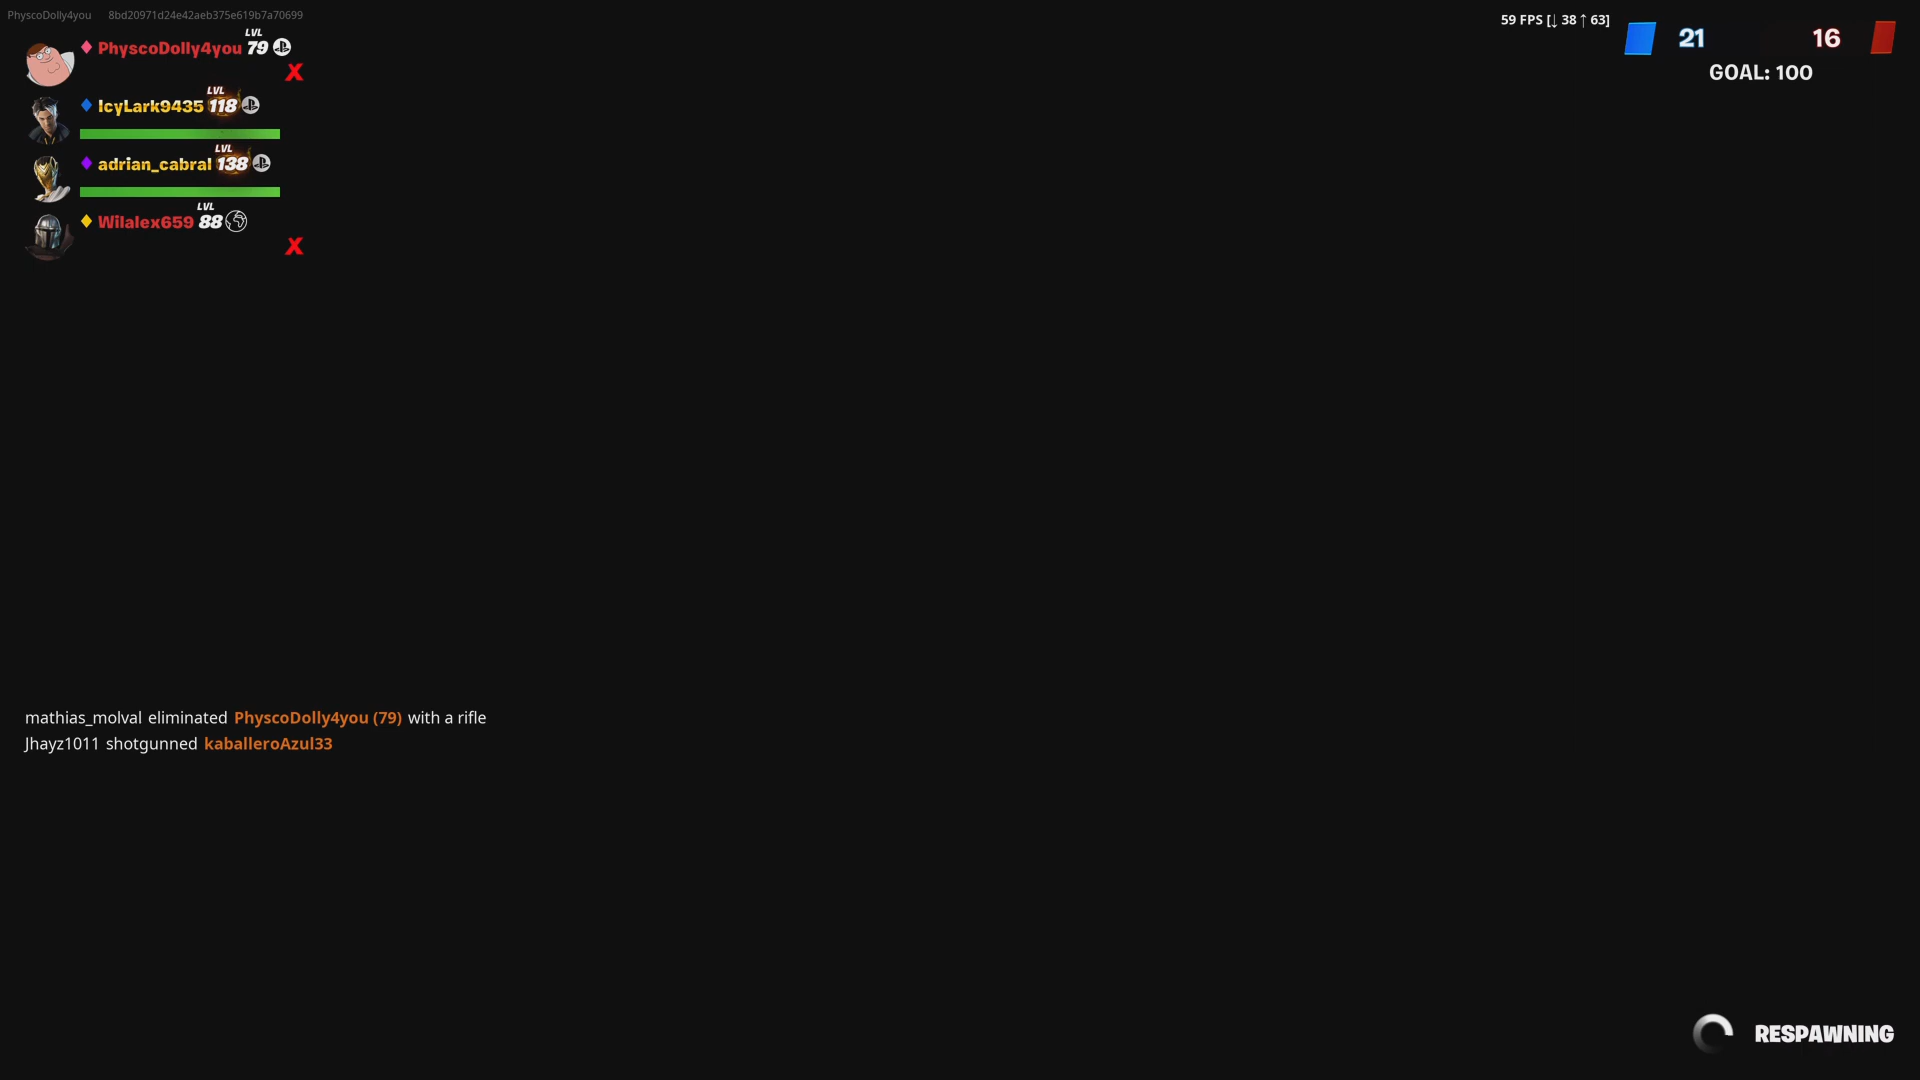 PhyscoDolly4you 8bd20971d24e42aeb375e619b7a70699
59 FPS [↓ 38 ↑ 63]
21 16
GOAL: 100
LVL
PhyscoDolly4you 79
X
LVL
IcyLark9435 118
LVL
adrian_cabral 138
LVL
Wilalex659 88
X
mathias_molval eliminated PhyscoDolly4you (79) with a rifle
Jhayz1011 shotgunned kaballeroAzul33
RESPAWNING